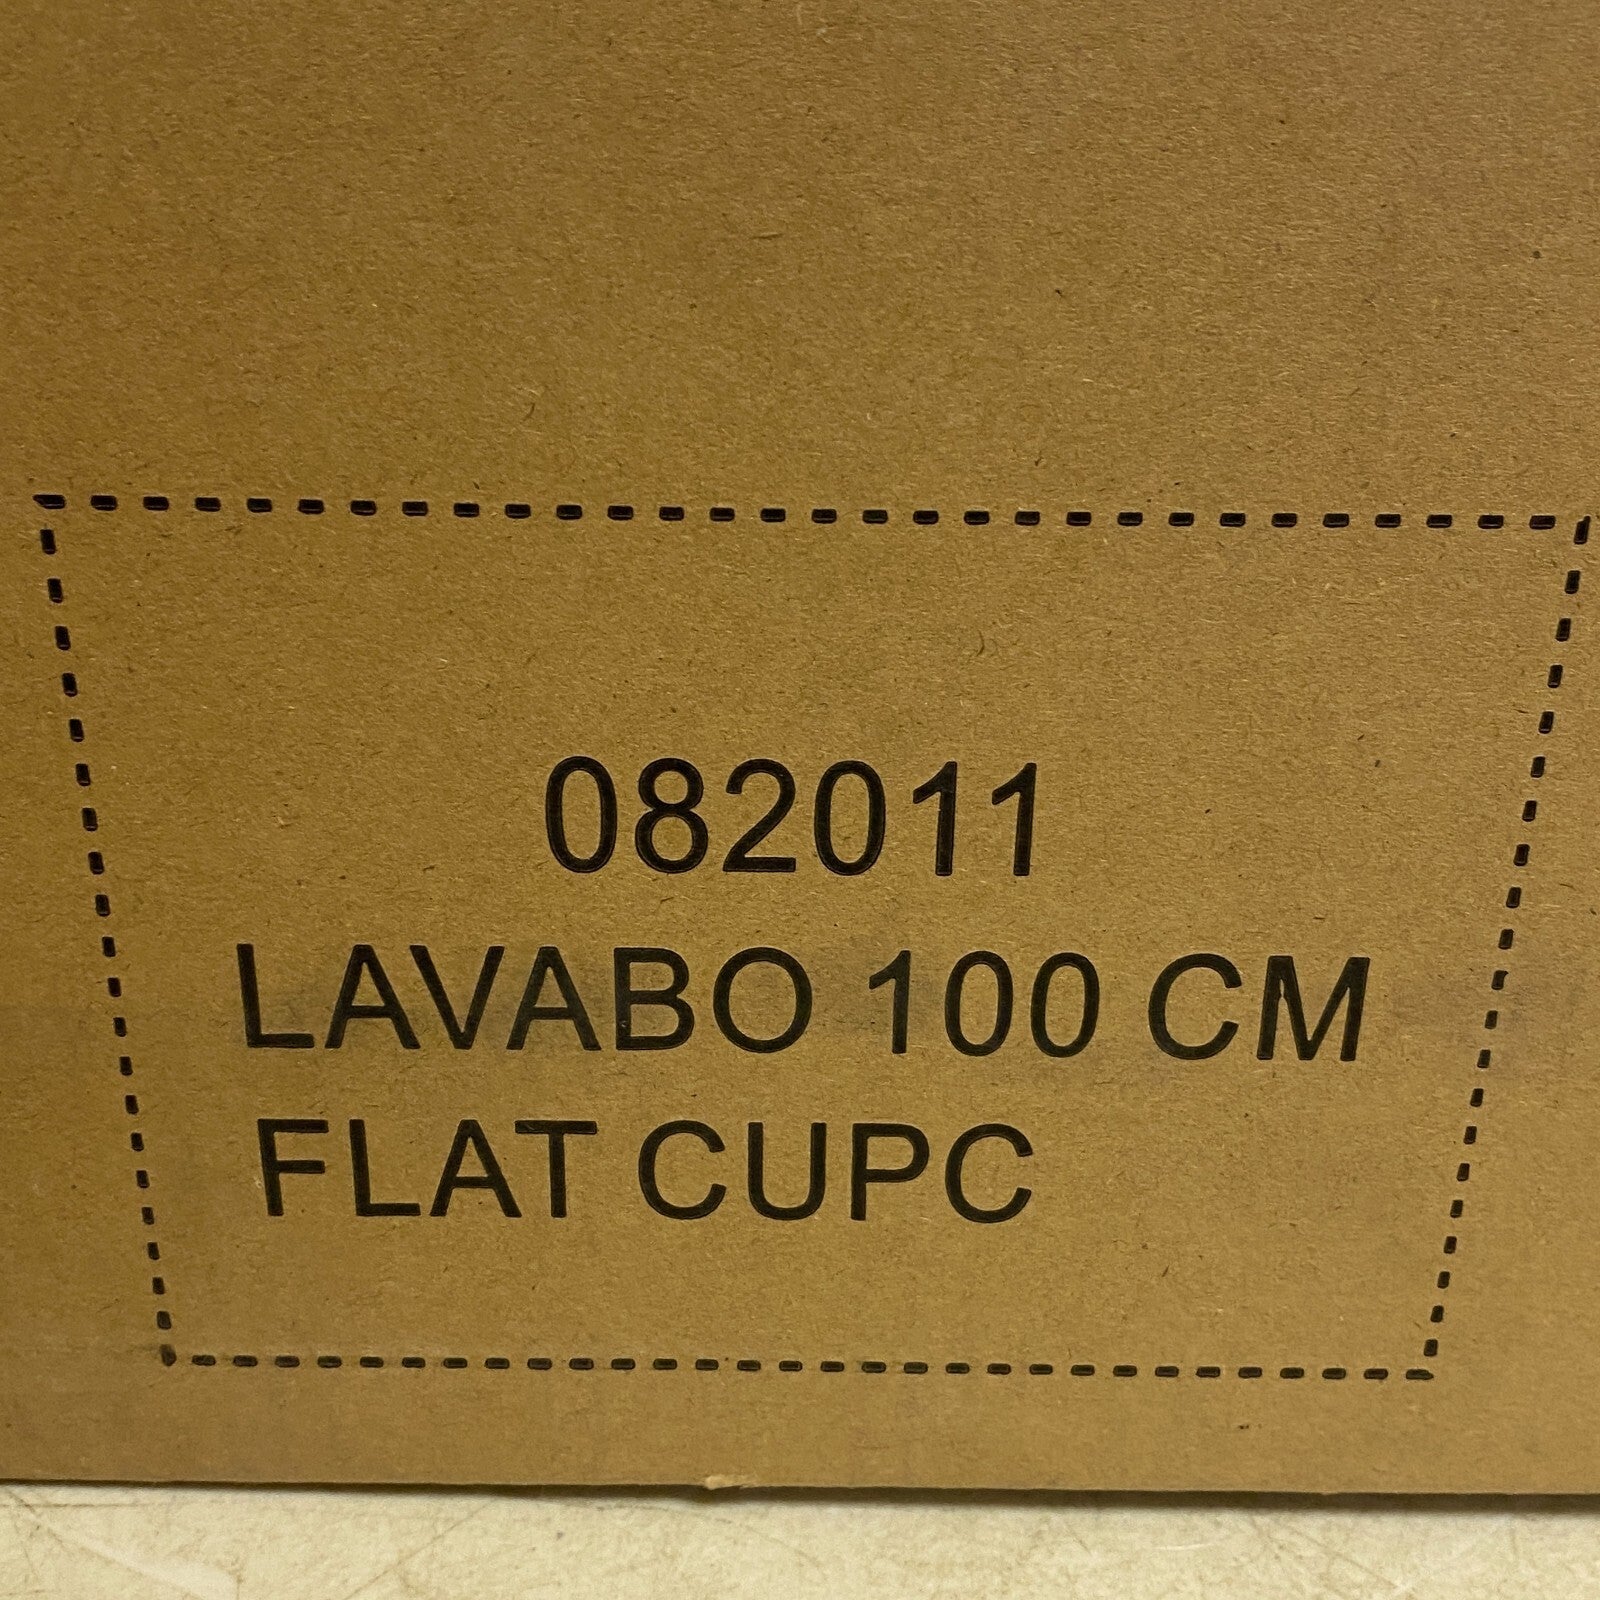 082011
LAVABO 100 CM
FLAT CUPC